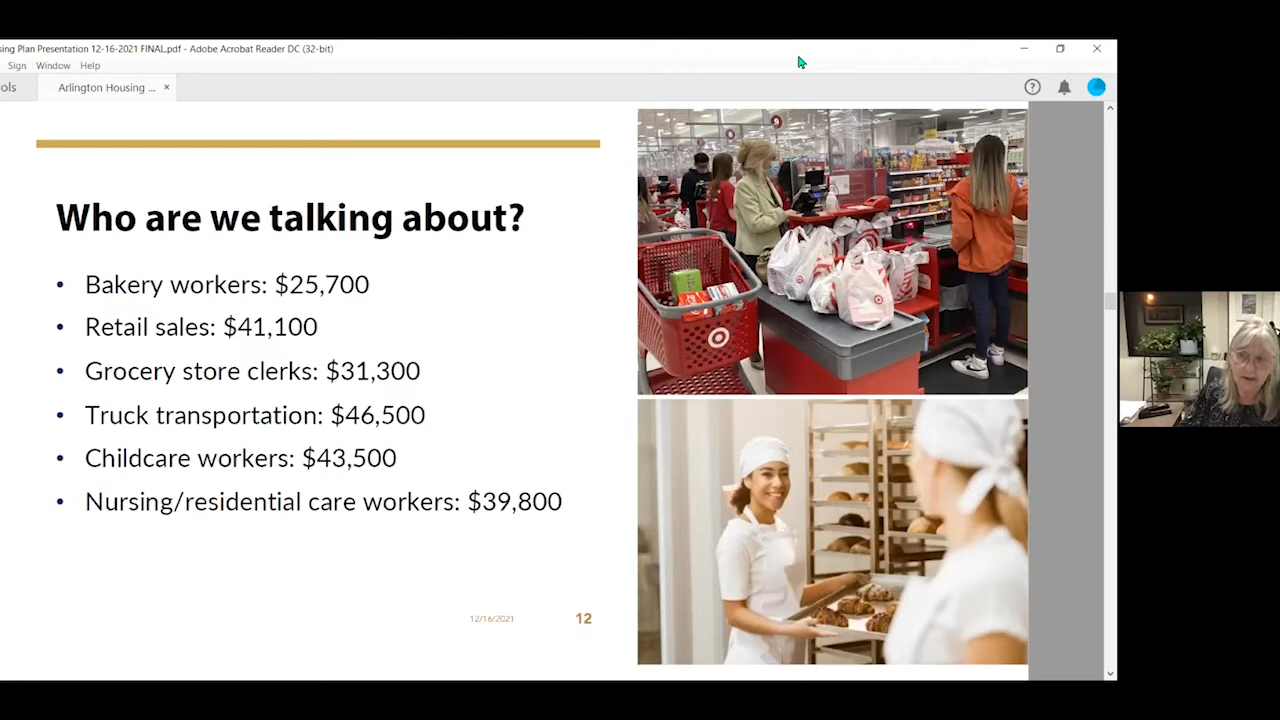 sing Plan Presentation 12-16-2021 FINAL.pdf - Adobe Acrobat Reader DC (32-bit)
Sign Window Help
ols
Arlington Housing ... ×
Who are we talking about?
• Bakery workers: $25,700
• Retail sales: $41,100
• Grocery store clerks: $31,300
• Truck transportation: $46,500
• Childcare workers: $43,500
• Nursing/residential care workers: $39,800
12/16/2021 12